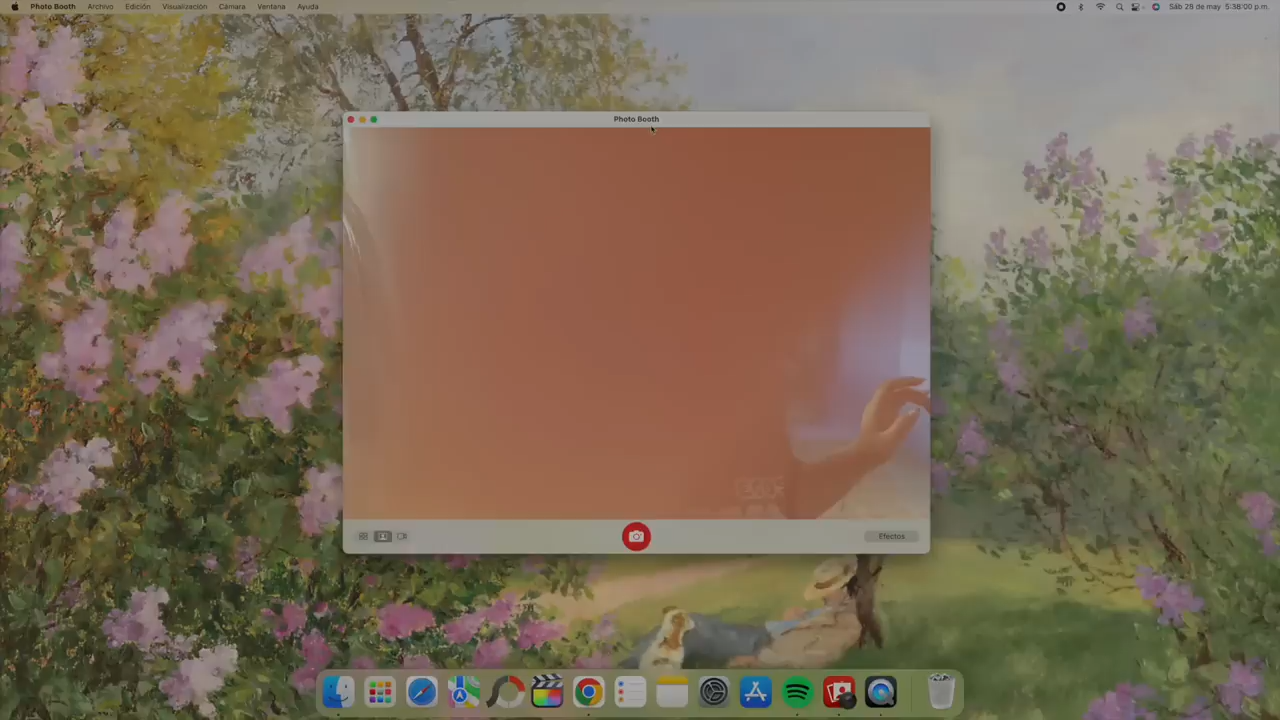 Photo Booth Archivo Edición Visualización Cámara Ventana Ayuda Sáb 28 de may 5:38:00 p.m.
Photo Booth
Efectos